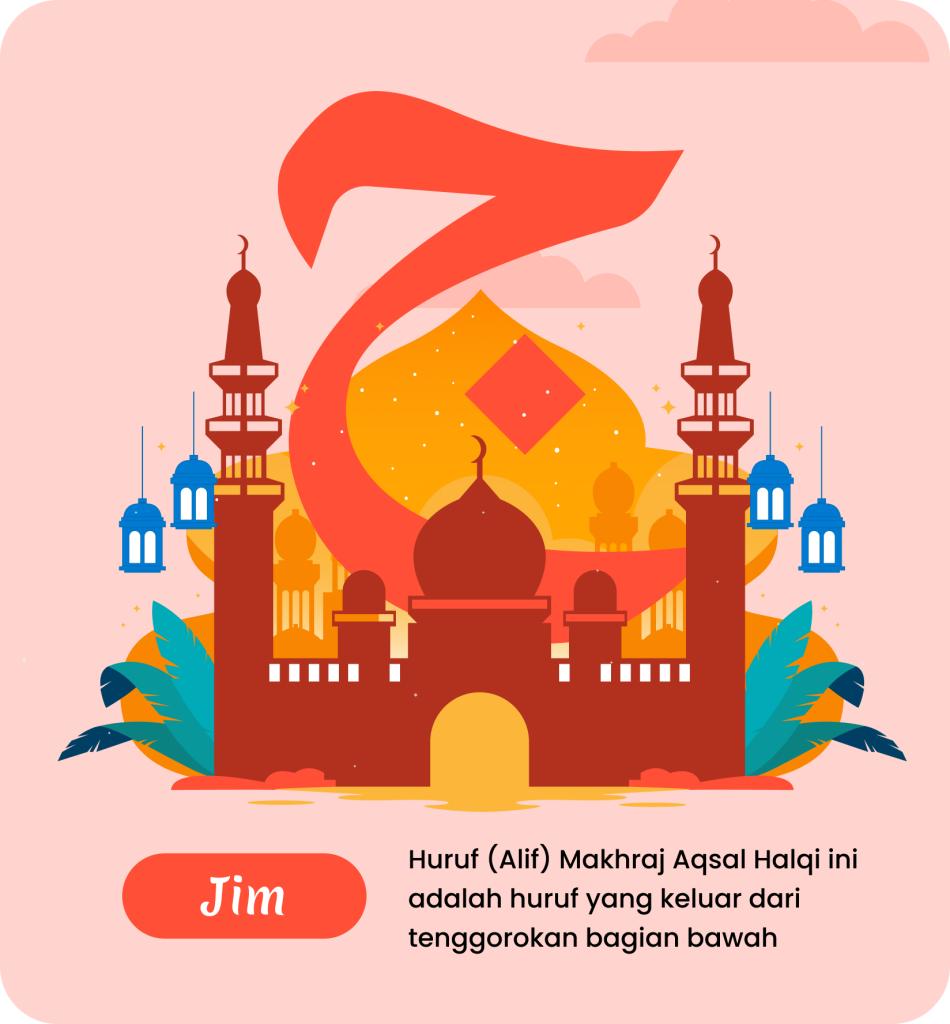 ج
Jim
Huruf (Alif) Makhraj Aqsal Halqi ini
adalah huruf yang keluar dari
tenggorokan bagian bawah